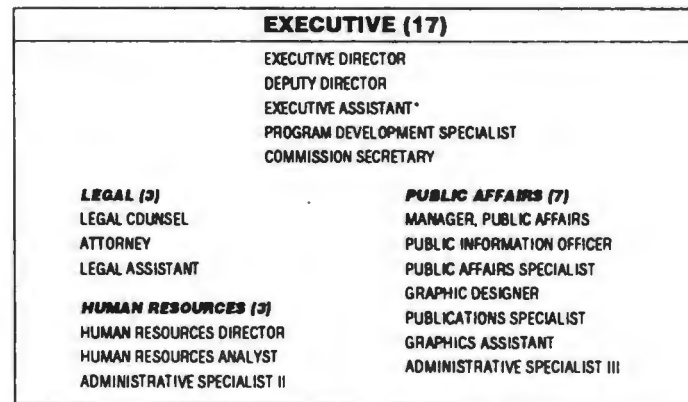 EXECUTIVE (17)
EXECUTIVE DIRECTOR
DEPUTY DIRECTOR
EXECUTIVE ASSISTANT*
PROGRAM DEVELOPMENT SPECIALIST
COMMISSION SECRETARY
LEGAL (3)
LEGAL COUNSEL
ATTORNEY
LEGAL ASSISTANT
HUMAN RESOURCES (3)
HUMAN RESOURCES DIRECTOR
HUMAN RESOURCES ANALYST
ADMINISTRATIVE SPECIALIST II
PUBLIC AFFAIRS (7)
MANAGER, PUBLIC AFFAIRS
PUBLIC INFORMATION OFFICER
PUBLIC AFFAIRS SPECIALIST
GRAPHIC DESIGNER
PUBLICATIONS SPECIALIST
GRAPHICS ASSISTANT
ADMINISTRATIVE SPECIALIST III